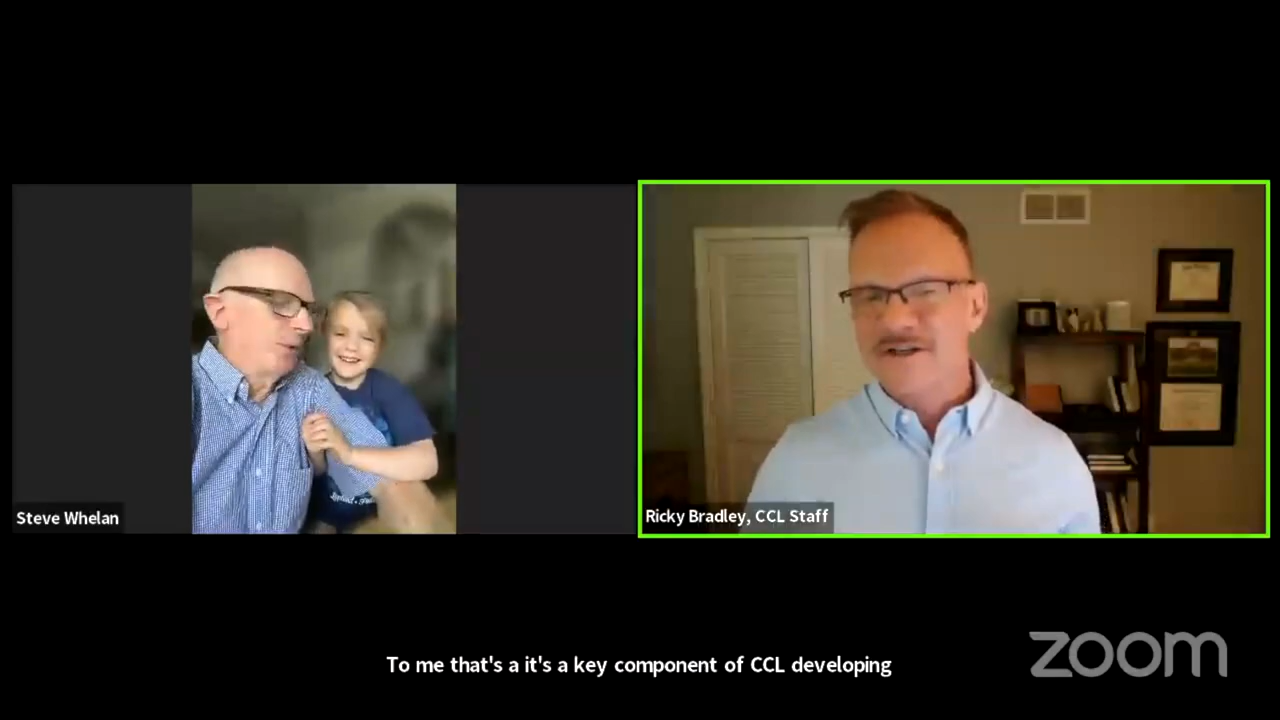 Steve Whelan
Ricky Bradley, CCL Staff
To me that's a it's a key component of CCL developing
zoom